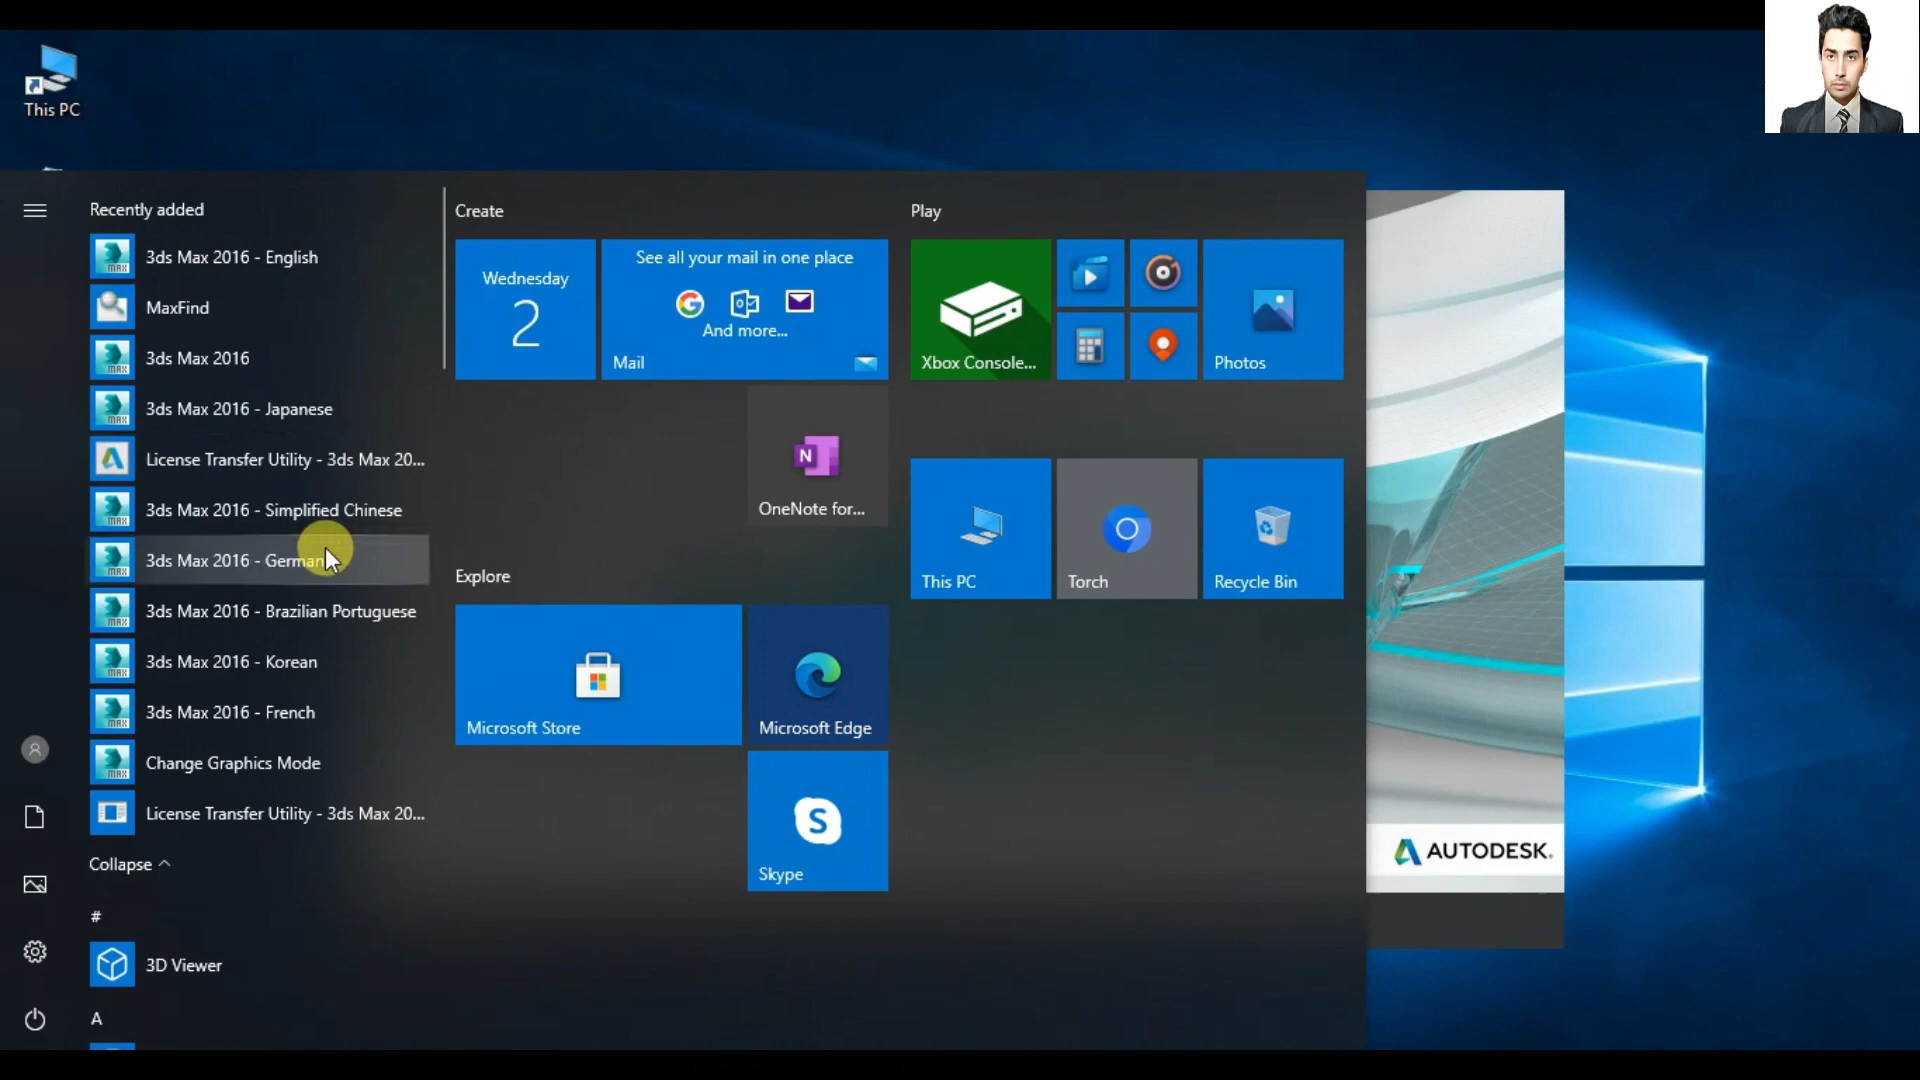 This PC
Recently added
3ds Max 2016 - English
MaxFind
3ds Max 2016
3ds Max 2016 - Japanese
License Transfer Utility - 3ds Max 20...
3ds Max 2016 - Simplified Chinese
3ds Max 2016 - German
3ds Max 2016 - Brazilian Portuguese
3ds Max 2016 - Korean
3ds Max 2016 - French
Change Graphics Mode
License Transfer Utility - 3ds Max 20...
Collapse
#
3D Viewer
A
Create
Wednesday
2
See all your mail in one place
And more...
Mail
OneNote for...
Explore
Microsoft Store
Microsoft Edge
Skype
Play
Xbox Console...
Photos
This PC
Torch
Recycle Bin
AUTODESK.